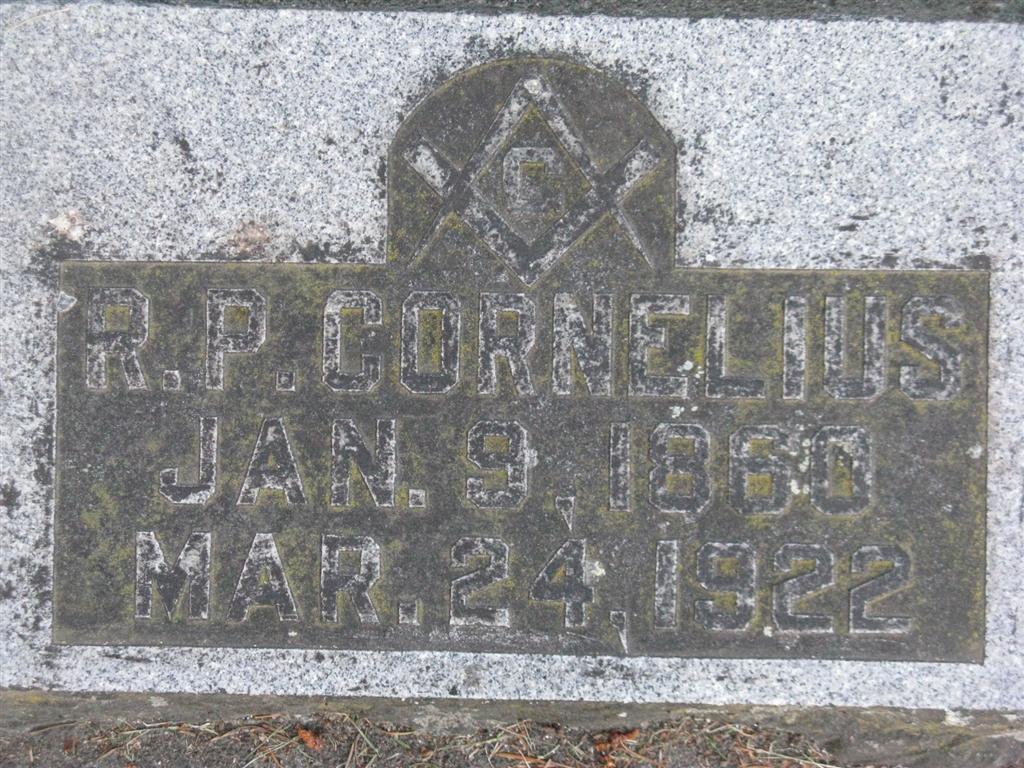 G
R. P. CORNELIUS
JAN. 9, 1860
MAR. 24, 1922